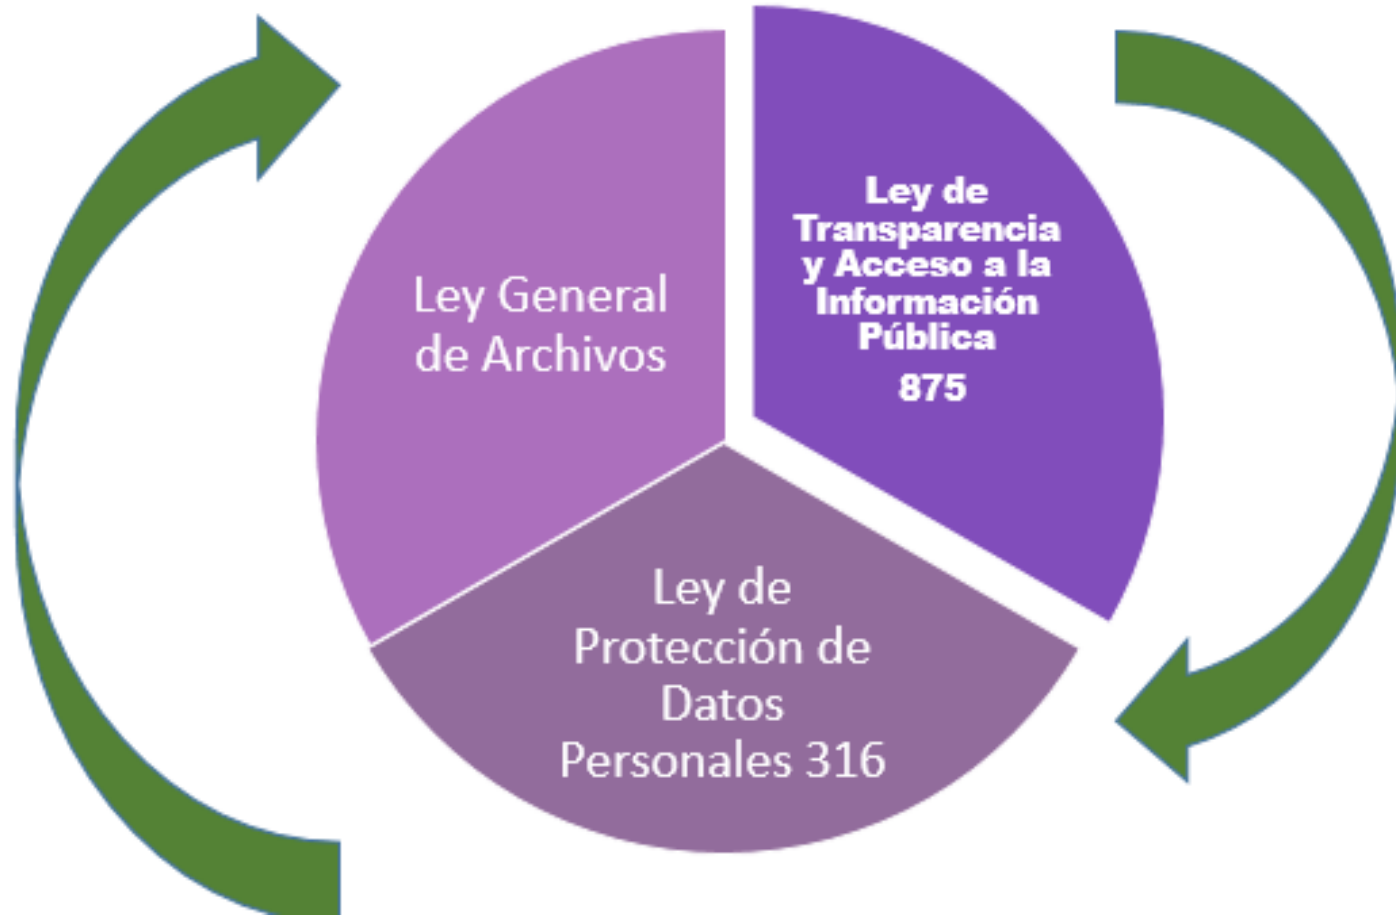 Ley General
de Archivos
Ley de
Transparencia
y Acceso a la
Información
Pública
875
Ley de
Protección de
Datos
Personales 316